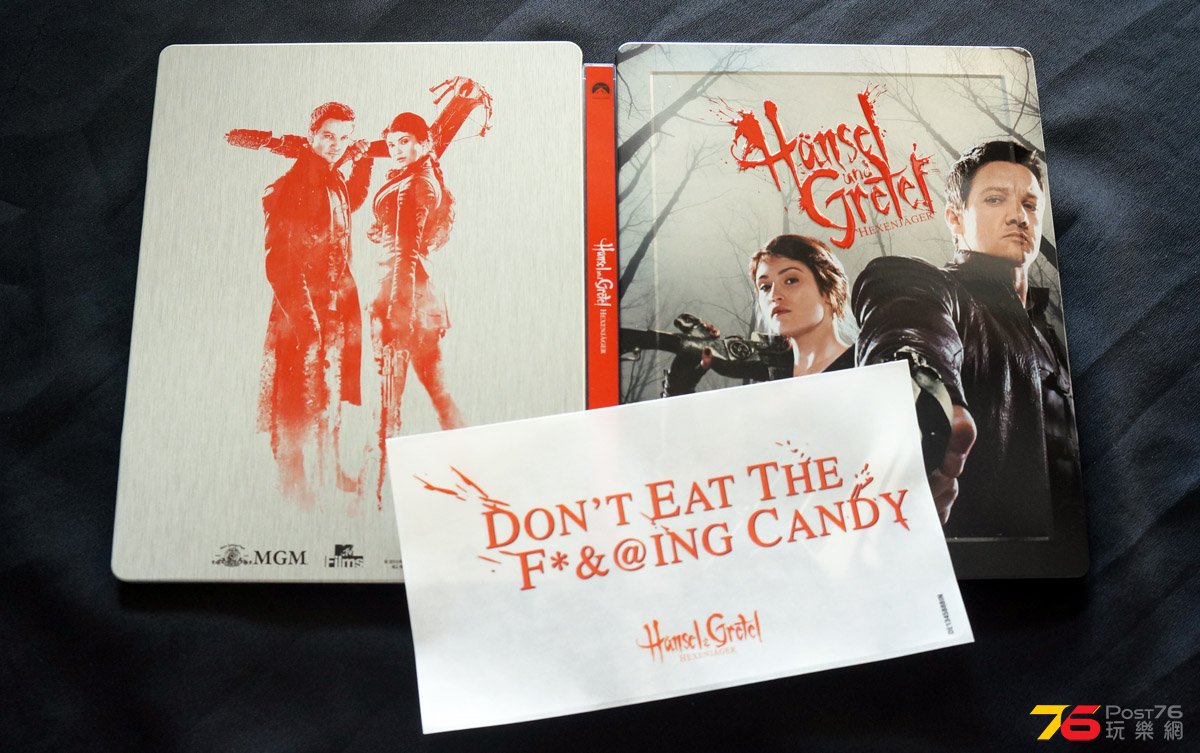 MGM
MTV
Films
Hänsel und Gretel
HEXENJÄGER
Hänsel
und
Gretel
HEXENJÄGER
DON'T EAT THE
F*&@ING CANDY
Hänsel & Gretel
HEXENJÄGER
76
POST76
玩樂網